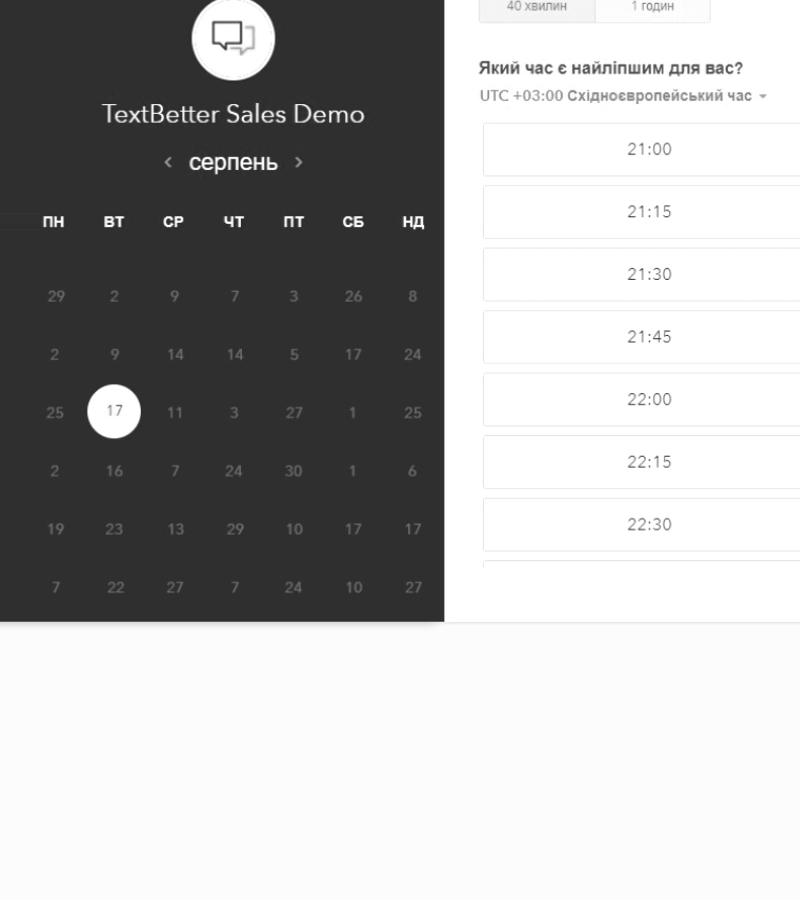 TextBetter Sales Demo
серпень
ПН ВТ СР ЧТ ПТ СБ НД
29 2 9 7 3 26 8
2 9 14 14 5 17 24
25 17 11 3 27 1 25
2 16 7 24 30 1 6
19 23 13 29 10 17 17
7 22 27 7 24 10 27
40 хвилин
1 годин
Який час є найліпшим для вас?
UTC +03:00 Східноєвропейський час
21:00
21:15
21:30
21:45
22:00
22:15
22:30